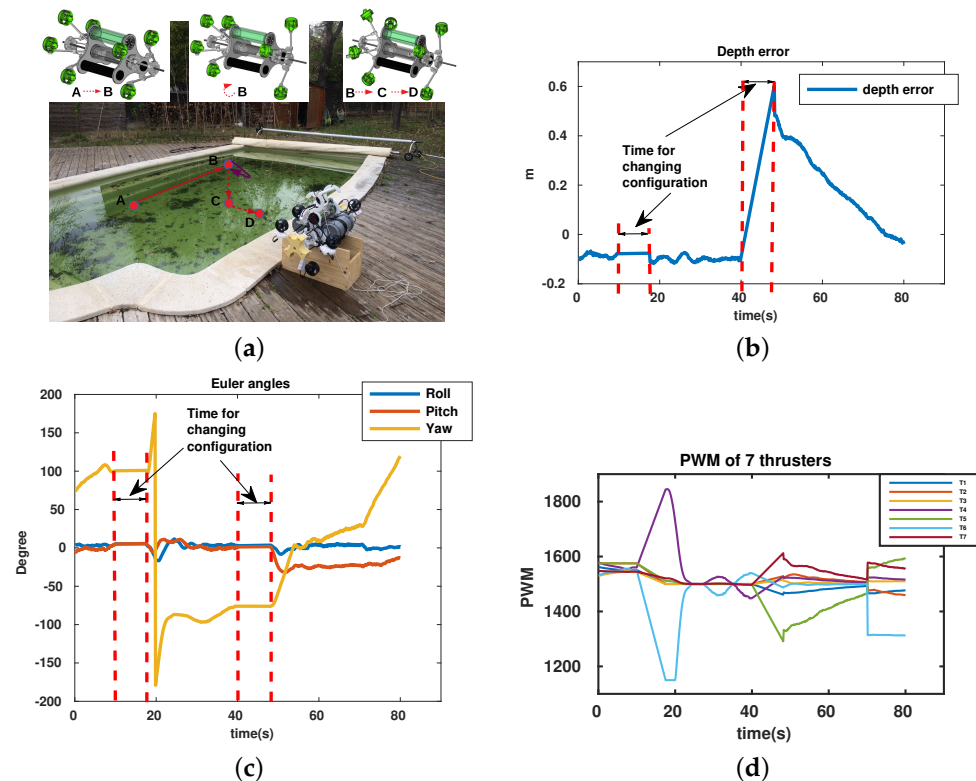 A B
B
B C D
B
A
C
D
(a)
Depth error
depth error
Time for
changing
configuration
m
0.6
0.4
0.2
0
-0.2
0 20 40 60 80
time(s)
(b)
Euler angles
Roll
Pitch
Yaw
Time for
changing
configuration
Degree
200
150
100
50
0
-50
-100
-150
-200
0 20 40 60 80
time(s)
(c)
PWM of 7 thrusters
T1
T2
T3
T4
T5
T6
T7
PWM
1800
1600
1400
1200
0 20 40 60 80
time(s)
(d)